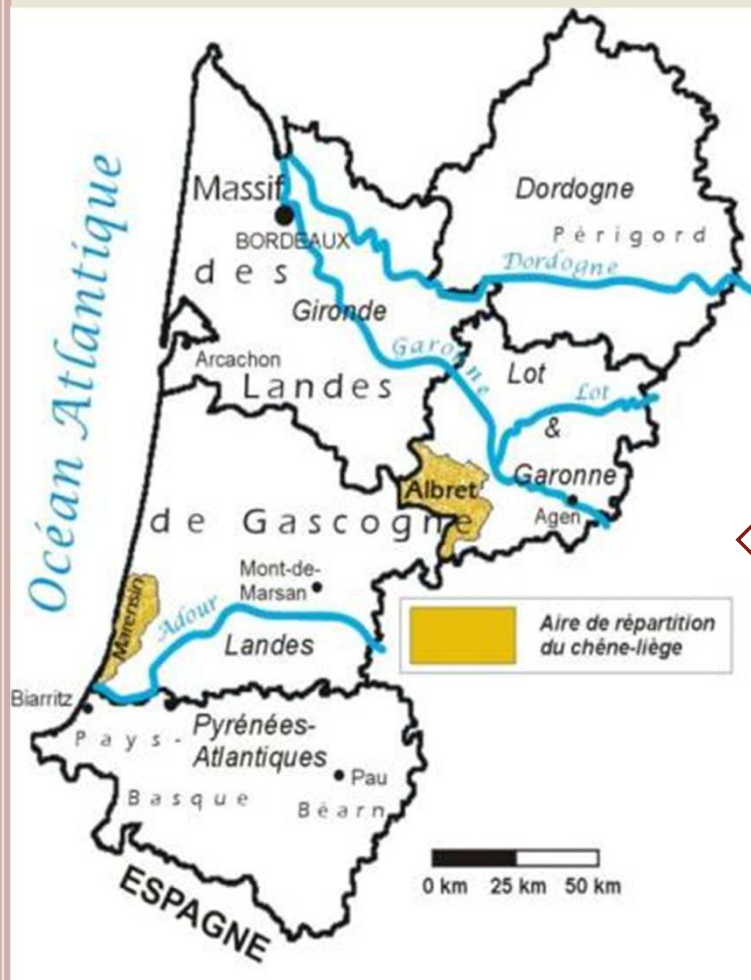 Océan Atlantique
Massif
BORDEAUX
des
Gironde
Arcachon
Landes
Dordogne
Périgord
Dordogne
Garonne
Lot
Lot
&
Garonne
Agen
Albret
de Gascogne
Mont-de-
Marsan
Marensin
Adour
Landes
Aire de répartition
du chêne-liège
Biarritz
Pays-
Basque
Pyrénées-
Atlantiques
Pau
Béarn
ESPAGNE
0 km 25 km 50 km